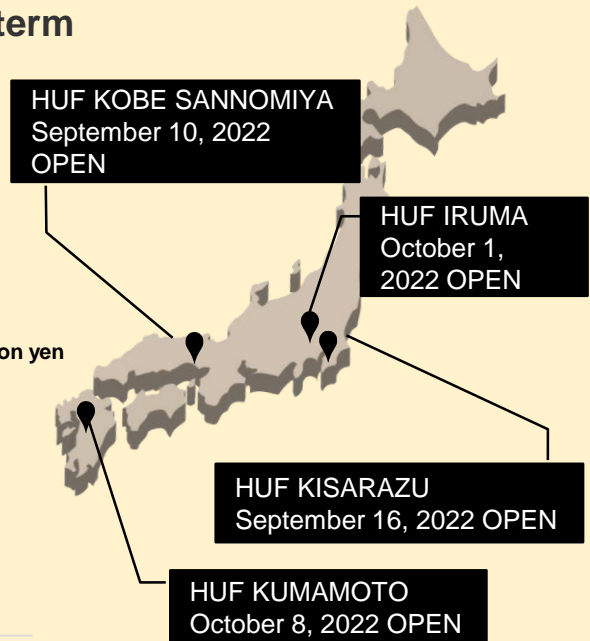 term
HUF KOBE SANNOMIYA
September 10, 2022
OPEN
HUF IRUMA
October 1,
2022 OPEN
on yen
HUF KISARAZU
September 16, 2022 OPEN
HUF KUMAMOTO
October 8, 2022 OPEN